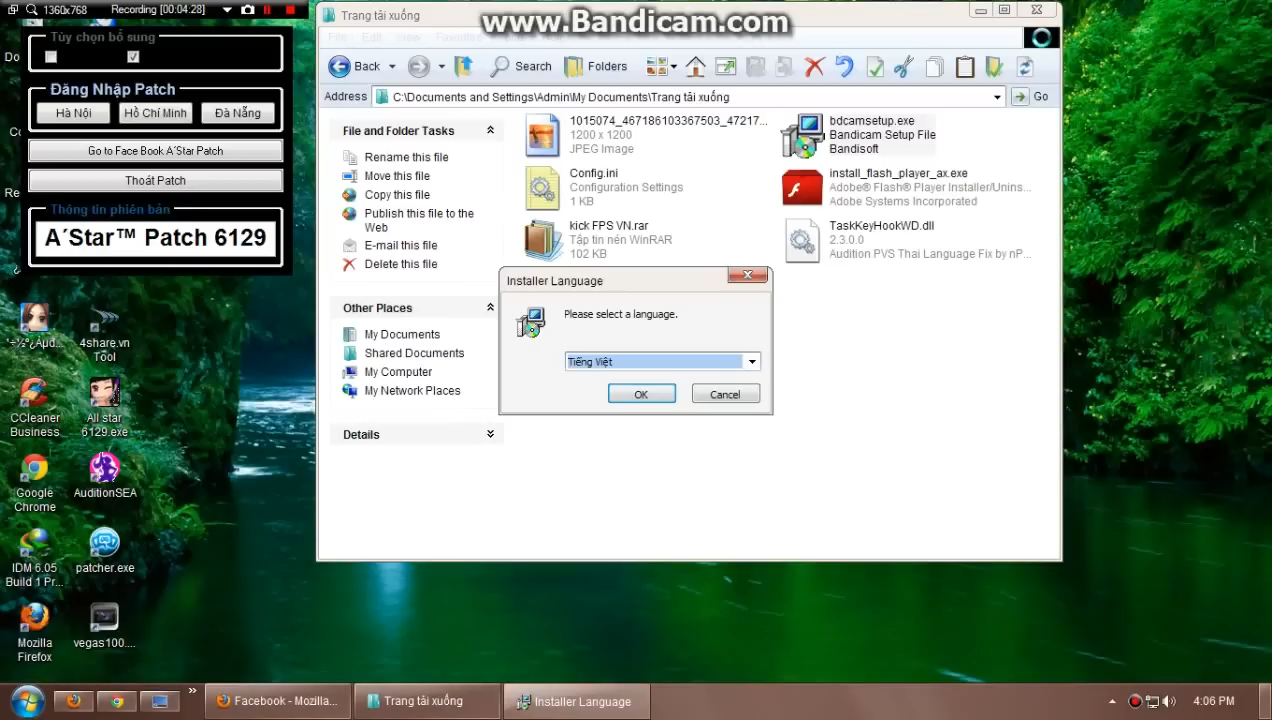 1360x768
Recording [00:04:28]
Tùy chọn bổ sung
Đăng Nhập Patch
Hà Nội
Hồ Chí Minh
Đà Nẵng
Go to Face Book A´Star Patch
Thoát Patch
Thông tin phiên bản
A´Star™ Patch 6129
www.Bandicam.com
Trang tải xuống
File Edit View Favorites
Back
Search
Folders
Address
C:\Documents and Settings\Admin\My Documents\Trang tải xuống
Go
File and Folder Tasks
Rename this file
Move this file
Copy this file
Publish this file to the
Web
E-mail this file
Delete this file
Other Places
My Documents
Shared Documents
My Computer
My Network Places
Details
1015074_467186103367503_47217...
1200 x 1200
JPEG Image
Config.ini
Configuration Settings
1 KB
kick FPS VN.rar
Tập tin nén WinRAR
102 KB
bdcamsetup.exe
Bandicam Setup File
Bandisoft
install_flash_player_ax.exe
Adobe® Flash® Player Installer/Unins...
Adobe Systems Incorporated
TaskKeyHookWD.dll
2.3.0.0
Audition PVS Thai Language Fix by nP...
Installer Language
Please select a language.
Tiếng Việt
OK
Cancel
4share.vn
Tool
CCleaner
Business
All star
6129.exe
Google
Chrome
AuditionSEA
IDM 6.05
Build 1 Pr...
patcher.exe
Mozilla
Firefox
vegas100....
Facebook - Mozilla...
Trang tải xuống
Installer Language
4:06 PM